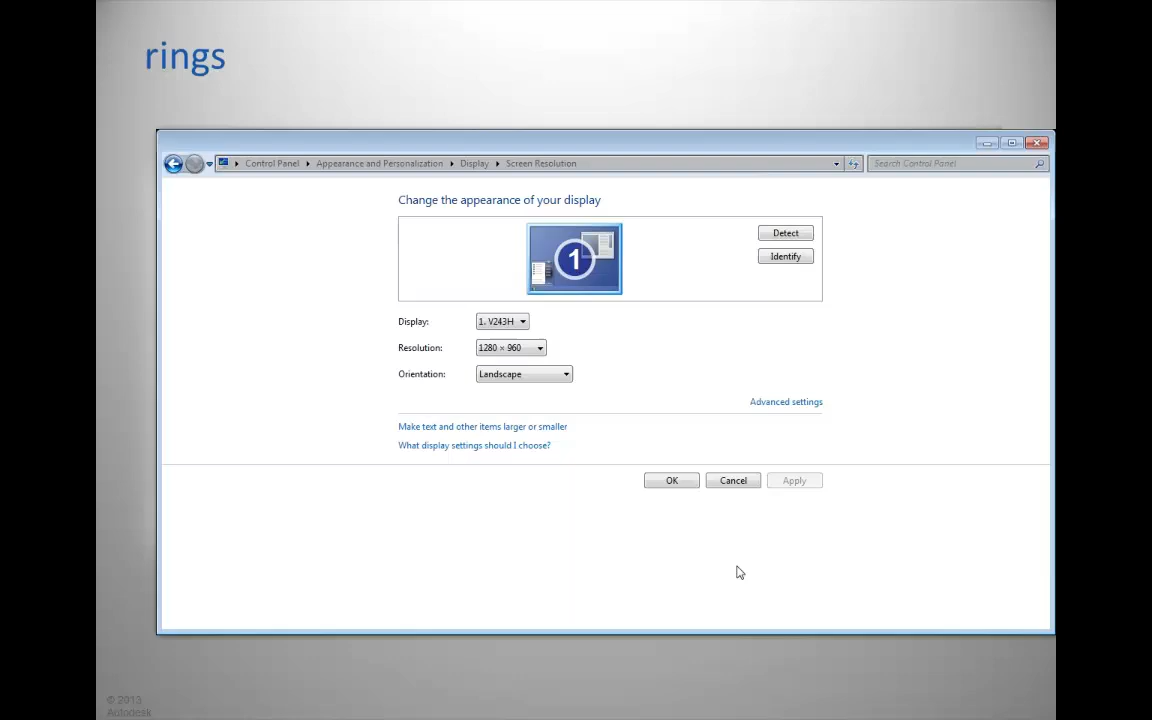 rings
Control Panel Appearance and Personalization Display Screen Resolution
Search Control Panel
Change the appearance of your display
1
Detect
Identify
Display: 1. V243H
Resolution: 1280 × 960
Orientation: Landscape
Advanced settings
Make text and other items larger or smaller
What display settings should I choose?
OK Cancel Apply
© 2013
Autodesk